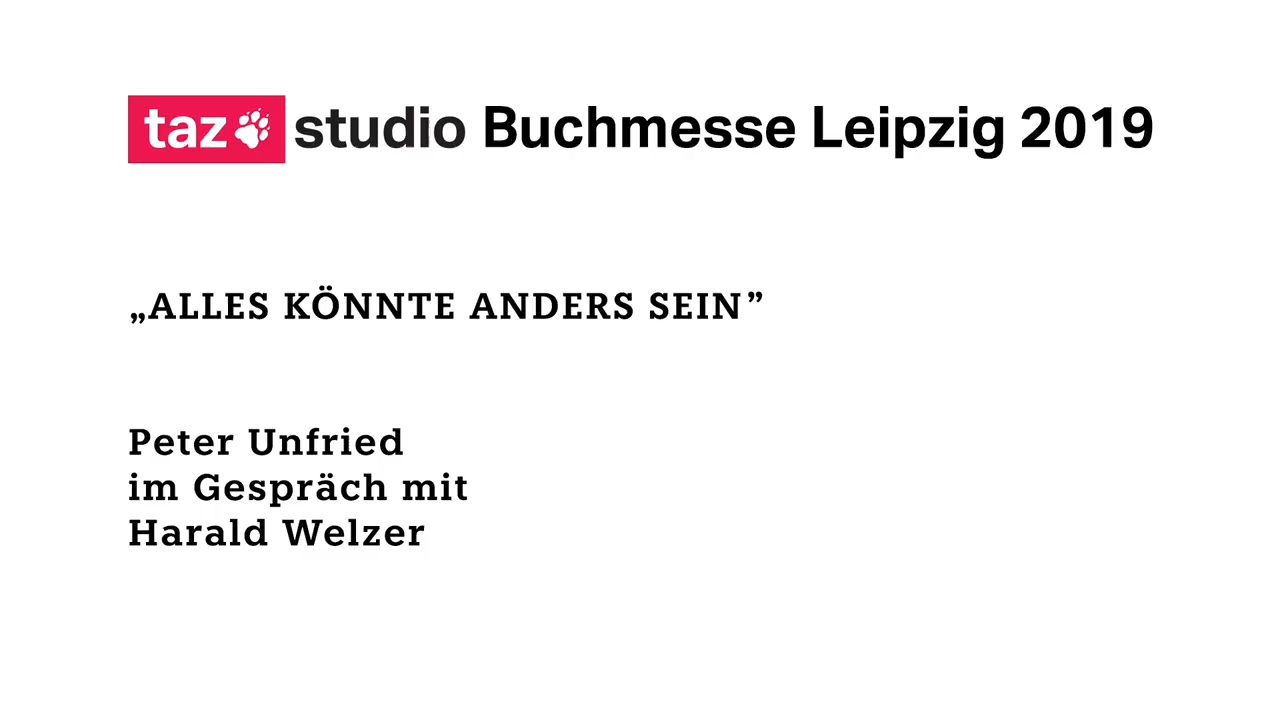 taz studio Buchmesse Leipzig 2019
„ALLES KÖNNTE ANDERS SEIN”
Peter Unfried
im Gespräch mit
Harald Welzer